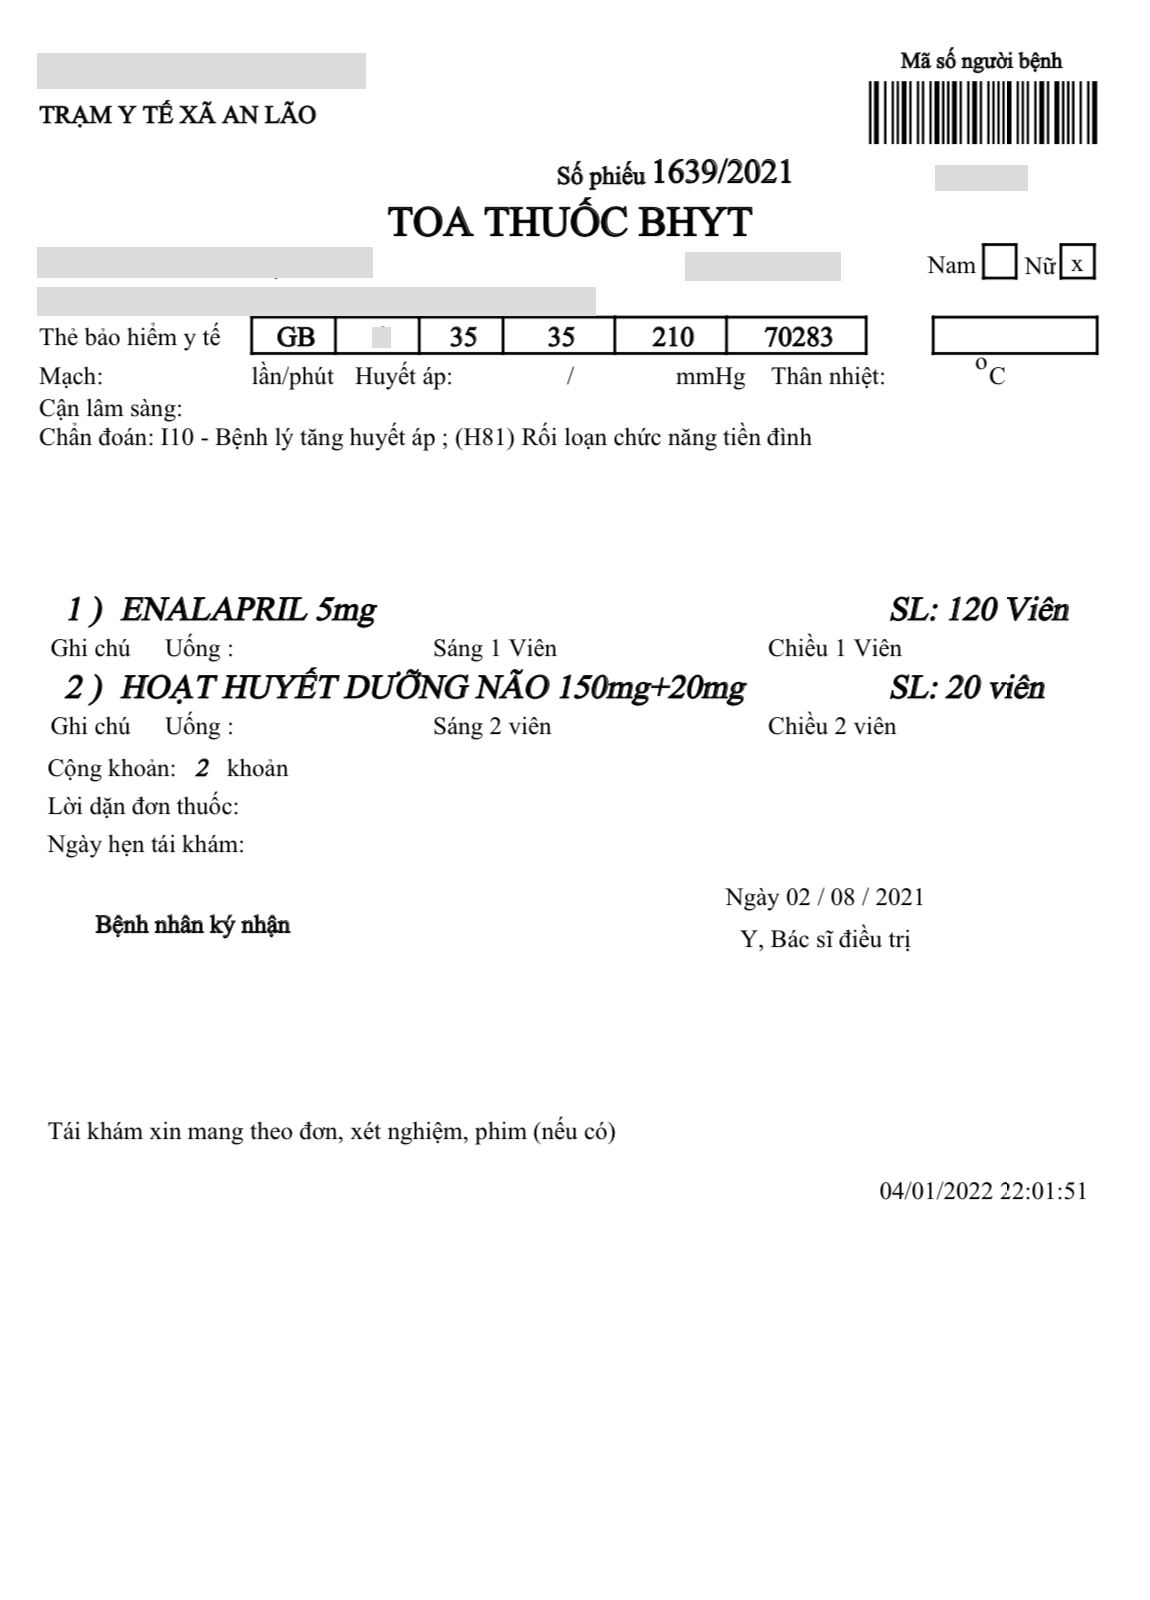 Mã số người bệnh
TRẠM Y TẾ XÃ AN LÃO
Số phiếu 1639/2021
TOA THUỐC BHYT
Nam Nữ x
Thẻ bảo hiểm y tế GB 35 35 210 70283
Mạch: lần/phút Huyết áp: / mmHg Thân nhiệt: oC
Cận lâm sàng:
Chẩn đoán: I10 - Bệnh lý tăng huyết áp ; (H81) Rối loạn chức năng tiền đình
1 ) ENALAPRIL 5mg SL: 120 Viên
Ghi chú Uống : Sáng 1 Viên Chiều 1 Viên
2 ) HOẠT HUYẾT DƯỠNG NÃO 150mg+20mg SL: 20 viên
Ghi chú Uống : Sáng 2 viên Chiều 2 viên
Cộng khoản: 2 khoản
Lời dặn đơn thuốc:
Ngày hẹn tái khám:
Ngày 02 / 08 / 2021
Bệnh nhân ký nhận
Y, Bác sĩ điều trị
Tái khám xin mang theo đơn, xét nghiệm, phim (nếu có)
04/01/2022 22:01:51